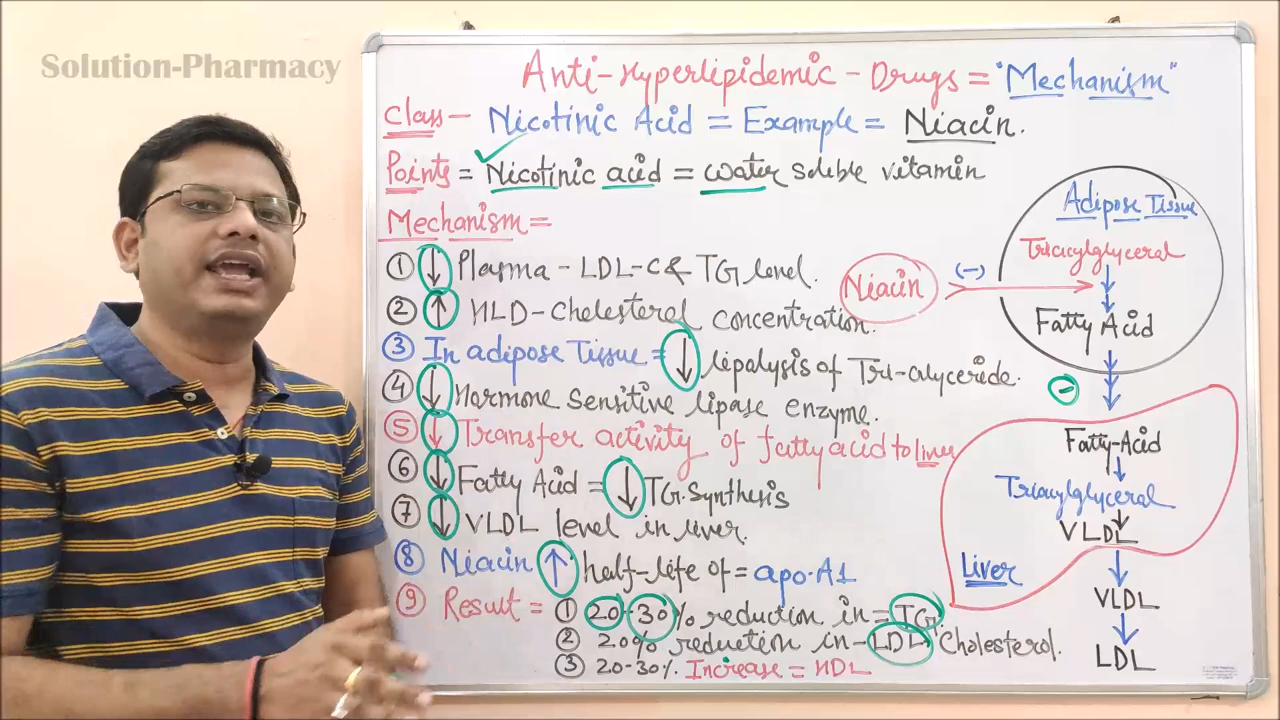 Solution-Pharmacy
Anti-Hyperlipidemic-Drugs = "Mechanism"
Class- Nicotinic Acid = Example = Niacin.
Points = Nicotinic acid = water soluble vitamin
Mechanism=
① ↓ Plasma-LDL-C & TG level.
② ↑ HLD-Cholesterol concentration.
③ In adipose Tissue = ↓ lipalysis of Tri-alyceride.
④ ↓ Hormone sensitive lipase enzyme.
⑤ ↓ Transfer activity of fatty acid to liver
⑥ ↓ Fatty Acid = ↓ TG. Synthesis
⑦ ↓ VLDL level in liver.
⑧ Niacin ↑ half-life of = apo-A1
⑨ Result = ① 20-30% reduction in = TG.
② 20% reduction in-LDL-Cholesterol.
③ 20-30% Increase = HDL
Adipose Tissue
Triacylglyceral
Niacin (-)
Fatty Acid
-
Fatty-Acid
Triacylglyceral
VLDL
Liver
VLDL
LDL